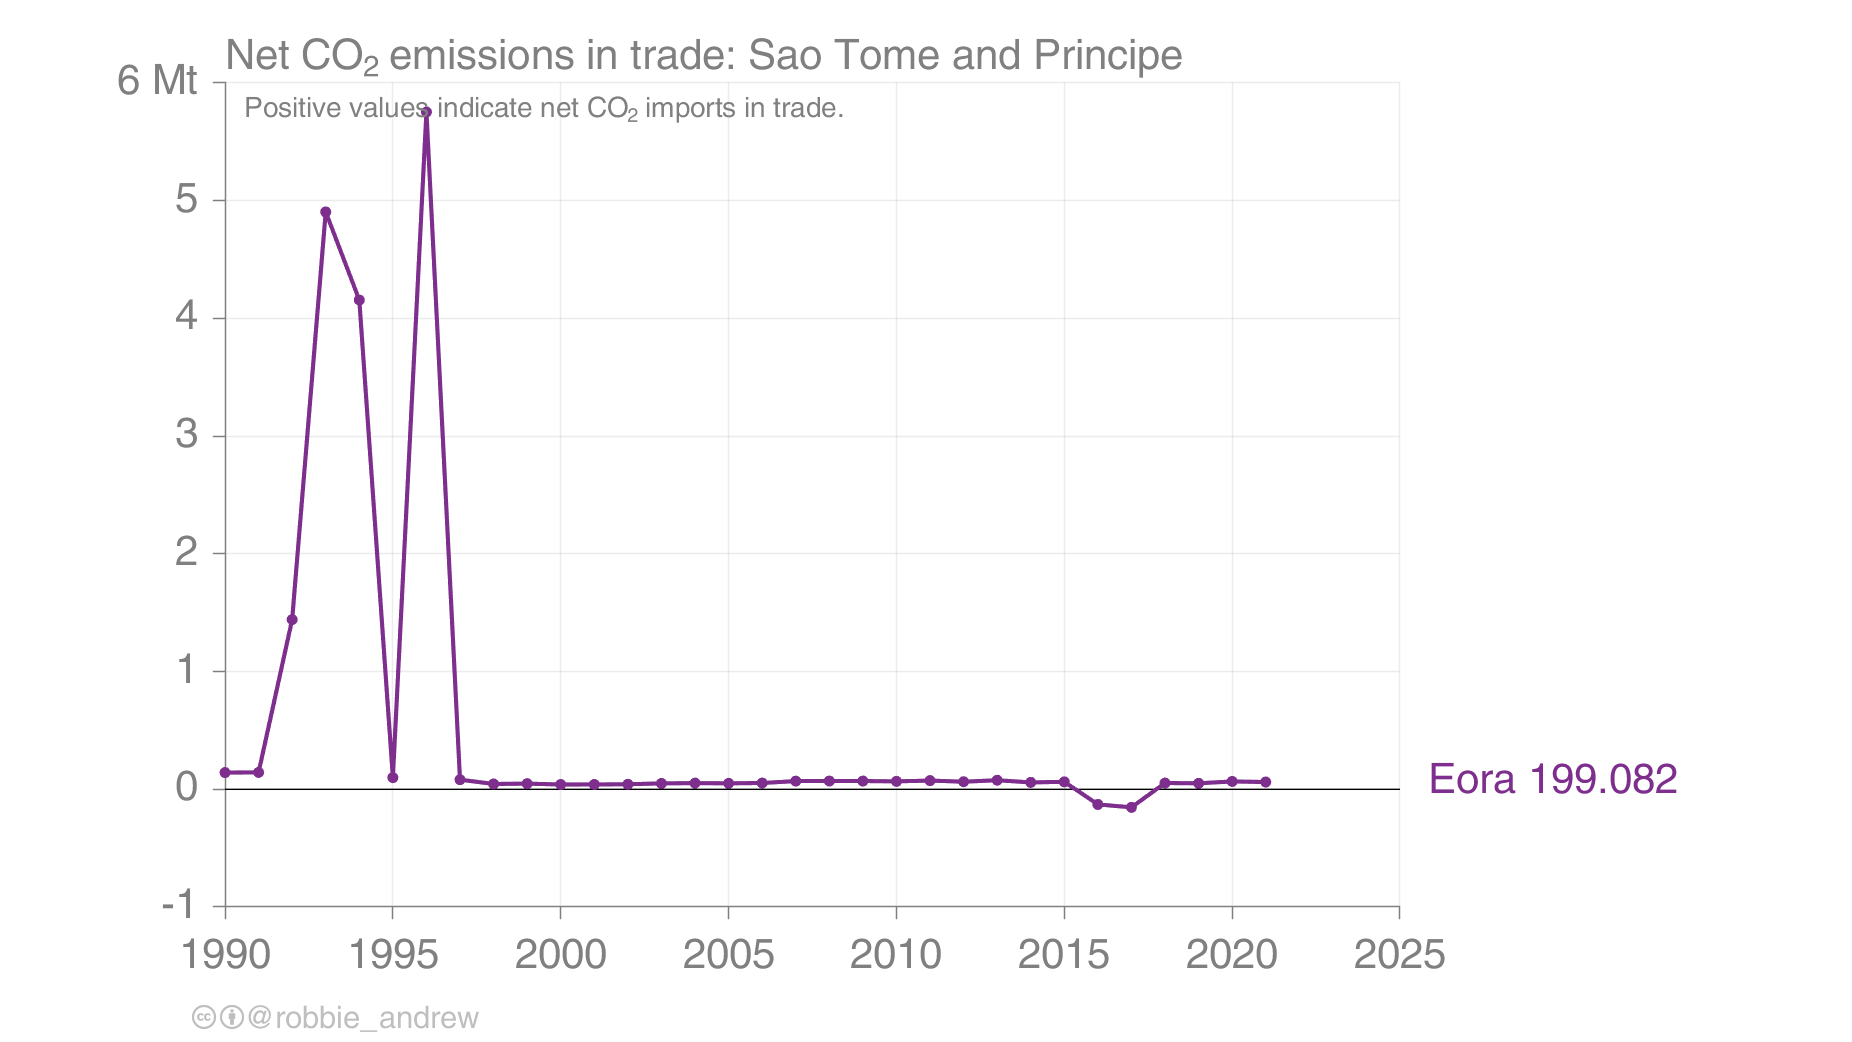 Net CO₂ emissions in trade: Sao Tome and Principe
6 Mt
Positive values indicate net CO₂ imports in trade.
5
4
3
2
1
0
Eora 199.082
-1
1990 1995 2000 2005 2010 2015 2020 2025
@robbie_andrew